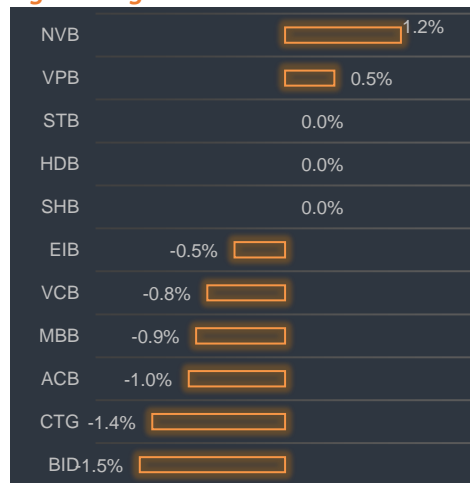 NVB 1.2%
VPB 0.5%
STB 0.0%
HDB 0.0%
SHB 0.0%
EIB -0.5%
VCB -0.8%
MBB -0.9%
ACB -1.0%
CTG -1.4%
BID -1.5%